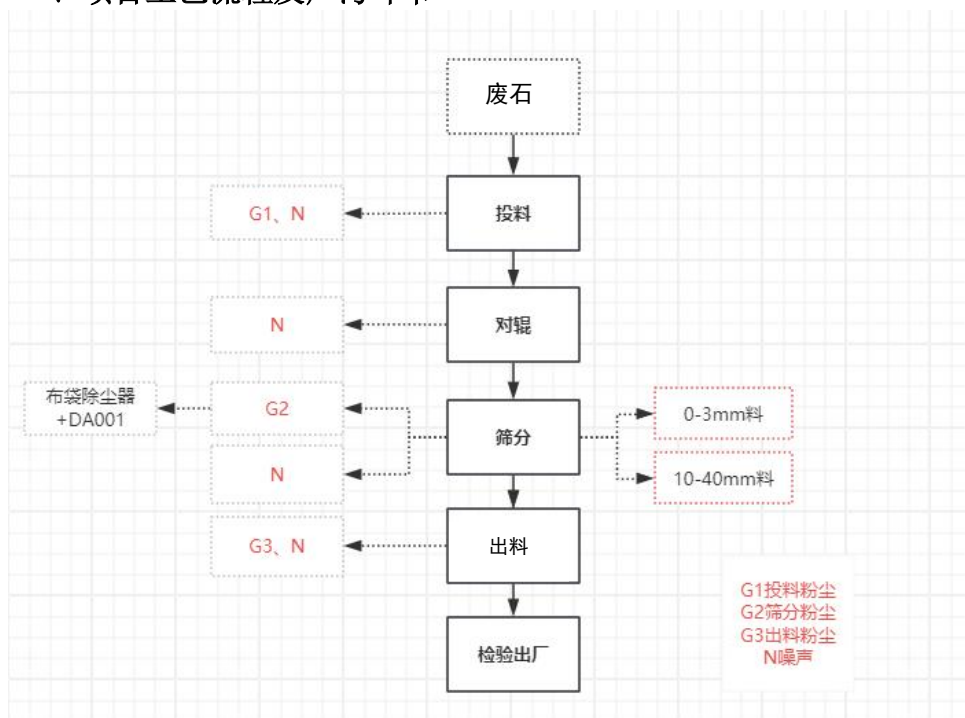 废石
投料
G1、N
对辊
N
布袋除尘器
+DA001
G2
筛分
0-3mm料
N
10-40mm料
G3、N
出料
检验出厂
G1投料粉尘
G2筛分粉尘
G3出料粉尘
N噪声